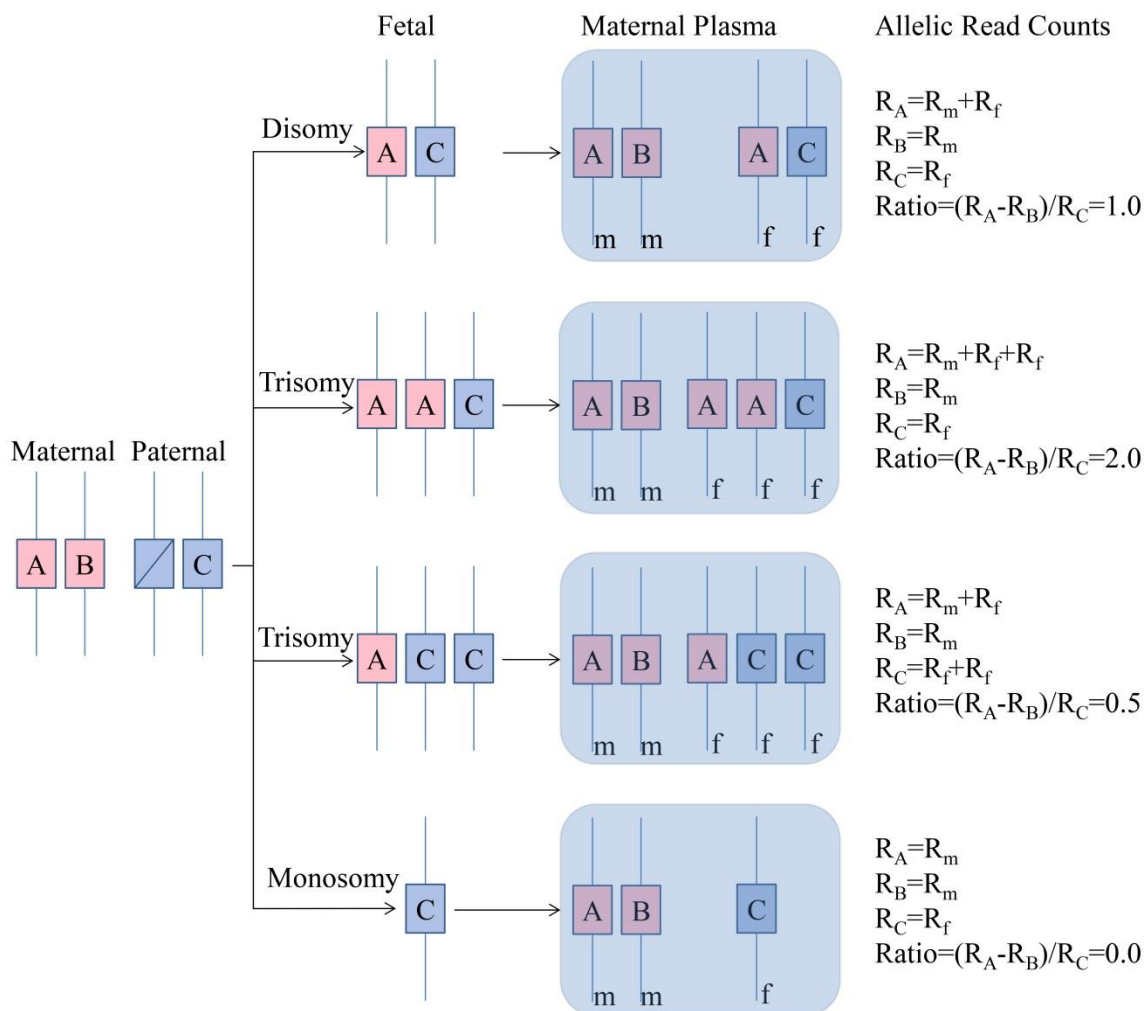 Fetal Maternal Plasma Allelic Read Counts
Disomy
A C
A B A C
m m f f
R_A=R_m+R_f
R_B=R_m
R_C=R_f
Ratio=(R_A-R_B)/R_C=1.0
Trisomy
A A C
A B A A C
m m f f f
R_A=R_m+R_f+R_f
R_B=R_m
R_C=R_f
Ratio=(R_A-R_B)/R_C=2.0
Maternal Paternal
A B C
Trisomy
A C C
A B A C C
m m f f f
R_A=R_m+R_f
R_B=R_m
R_C=R_f+R_f
Ratio=(R_A-R_B)/R_C=0.5
Monosomy
C
A B C
m m f
R_A=R_m
R_B=R_m
R_C=R_f
Ratio=(R_A-R_B)/R_C=0.0